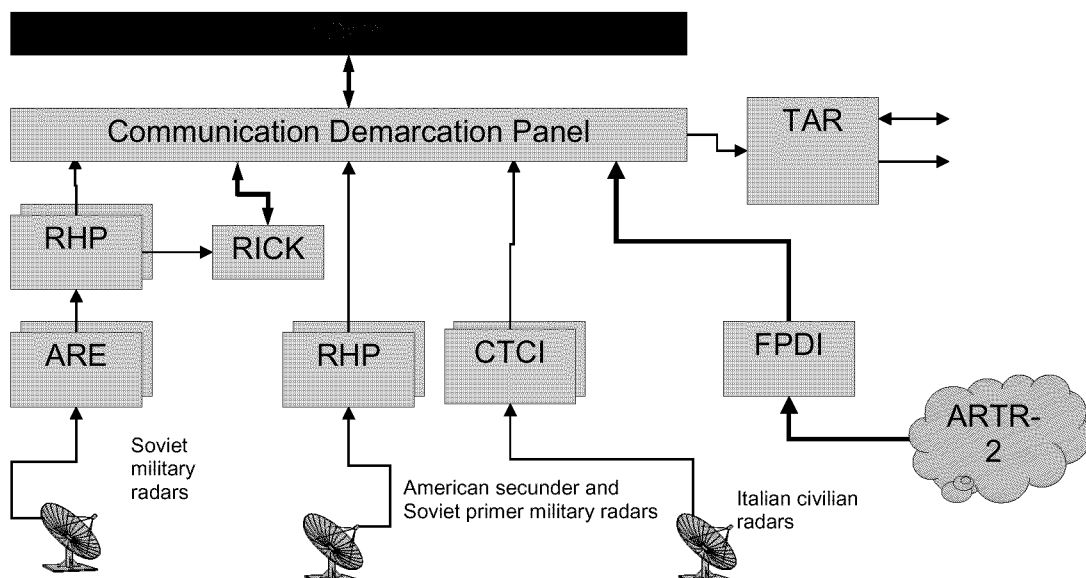 Communication Demarcation Panel
TAR
RHP
RICK
ARE
RHP
CTCI
FPDI
ARTR-
2
Soviet
military
radars
American secunder and
Soviet primer military radars
Italian civilian
radars